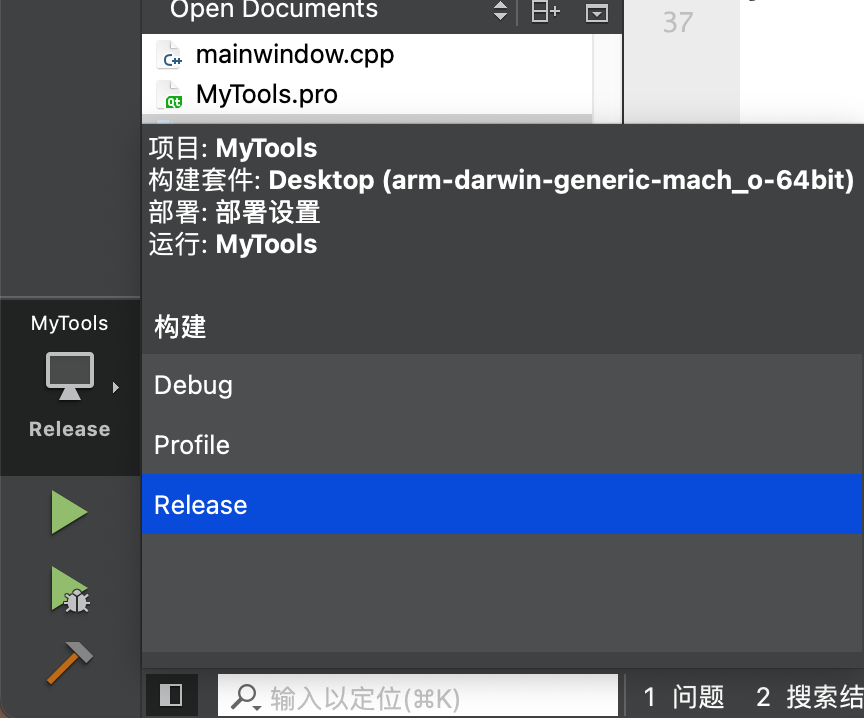 Open Documents
37
mainwindow.cpp
MyTools.pro
项目: MyTools
构建套件: Desktop (arm-darwin-generic-mach_o-64bit)
部署: 部署设置
运行: MyTools
MyTools
Release
构建
Debug
Profile
Release
输入以定位(⌘K)
1 问题 2 搜索结